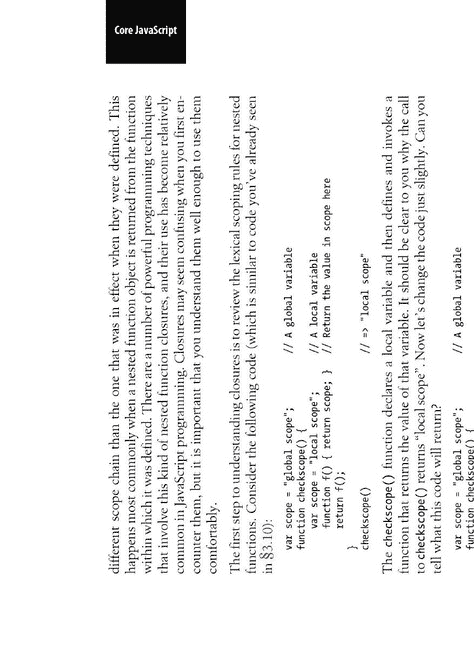 Core JavaScript
different scope chain than the one that was in effect when they were defined. This
happens most commonly when a nested function object is returned from the function
within which it was defined. There are a number of powerful programming techniques
that involve this kind of nested function closures, and their use has become relatively
common in JavaScript programming. Closures may seem confusing when you first en-
counter them, but it is important that you understand them well enough to use them
comfortably.
The first step to understanding closures is to review the lexical scoping rules for nested
functions. Consider the following code (which is similar to code you've already seen
in §3.10):
var scope = "global scope"; // A global variable
function checkscope() {
var scope = "local scope"; // A local variable
function f() { return scope; } // Return the value in scope here
return f();
}
checkscope() // => "local scope"
The checkscope() function declares a local variable and then defines and invokes a
function that returns the value of that variable. It should be clear to you why the call
to checkscope() returns "local scope". Now let's change the code just slightly. Can you
tell what this code will return?
var scope = "global scope"; // A global variable
function checkscope() {